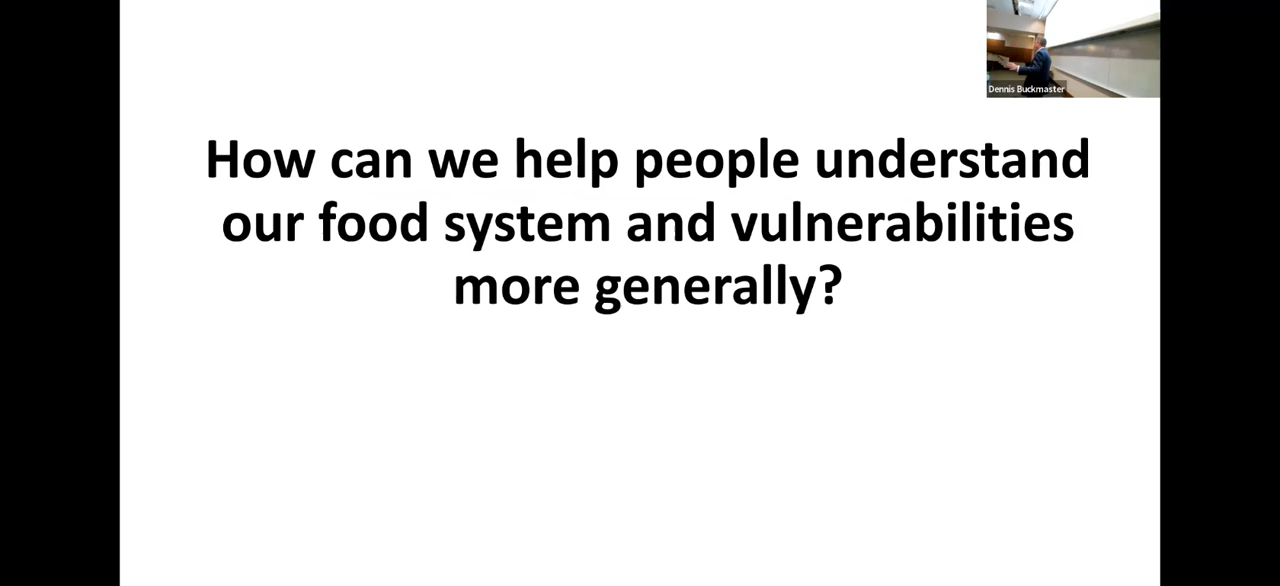 Dennis Buckmaster
How can we help people understand
our food system and vulnerabilities
more generally?